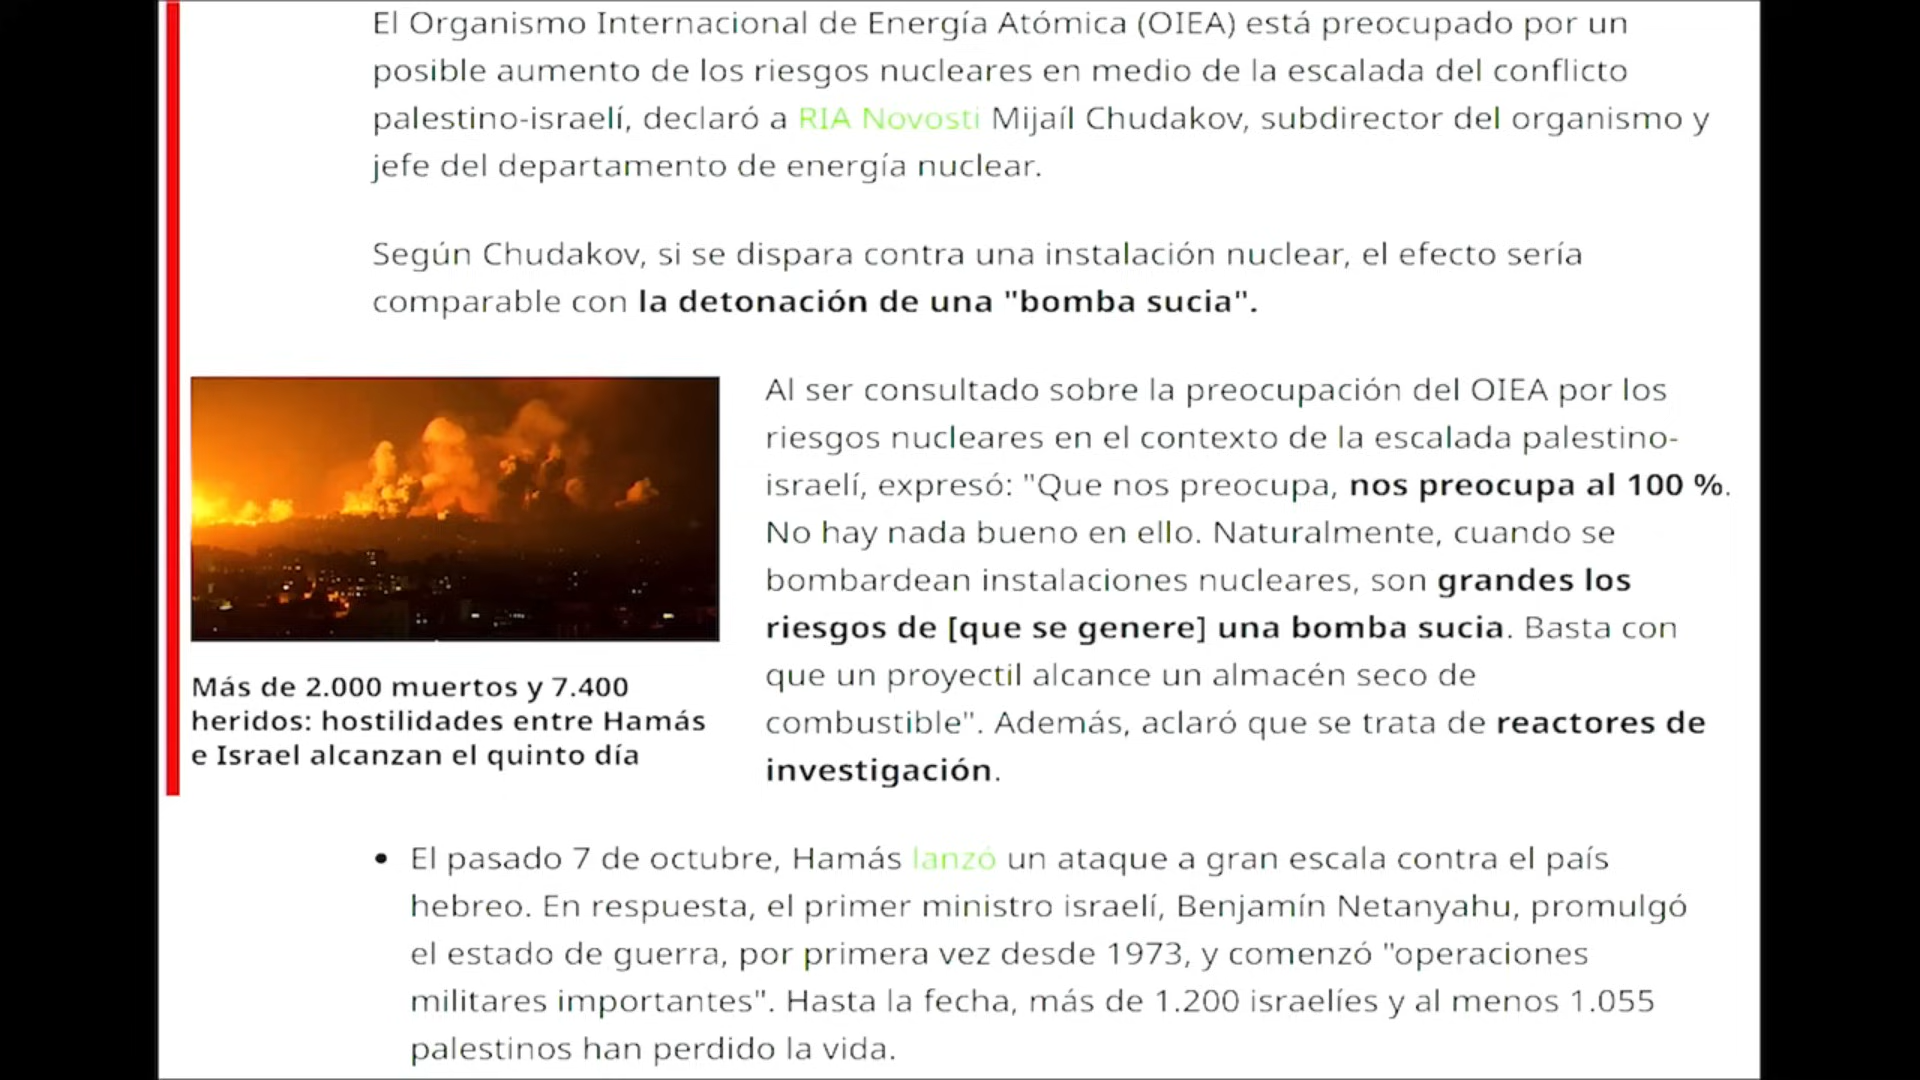 El Organismo Internacional de Energía Atómica (OIEA) está preocupado por un
posible aumento de los riesgos nucleares en medio de la escalada del conflicto
palestino-israelí, declaró a RIA Novosti Mijaíl Chudakov, subdirector del organismo y
jefe del departamento de energía nuclear.
Según Chudakov, si se dispara contra una instalación nuclear, el efecto sería
comparable con la detonación de una "bomba sucia".
Más de 2.000 muertos y 7.400
heridos: hostilidades entre Hamás
e Israel alcanzan el quinto día
Al ser consultado sobre la preocupación del OIEA por los
riesgos nucleares en el contexto de la escalada palestino-
israelí, expresó: "Que nos preocupa, nos preocupa al 100 %.
No hay nada bueno en ello. Naturalmente, cuando se
bombardean instalaciones nucleares, son grandes los
riesgos de [que se genere] una bomba sucia. Basta con
que un proyectil alcance un almacén seco de
combustible". Además, aclaró que se trata de reactores de
investigación.
• El pasado 7 de octubre, Hamás lanzó un ataque a gran escala contra el país
hebreo. En respuesta, el primer ministro israelí, Benjamín Netanyahu, promulgó
el estado de guerra, por primera vez desde 1973, y comenzó "operaciones
militares importantes". Hasta la fecha, más de 1.200 israelíes y al menos 1.055
palestinos han perdido la vida.